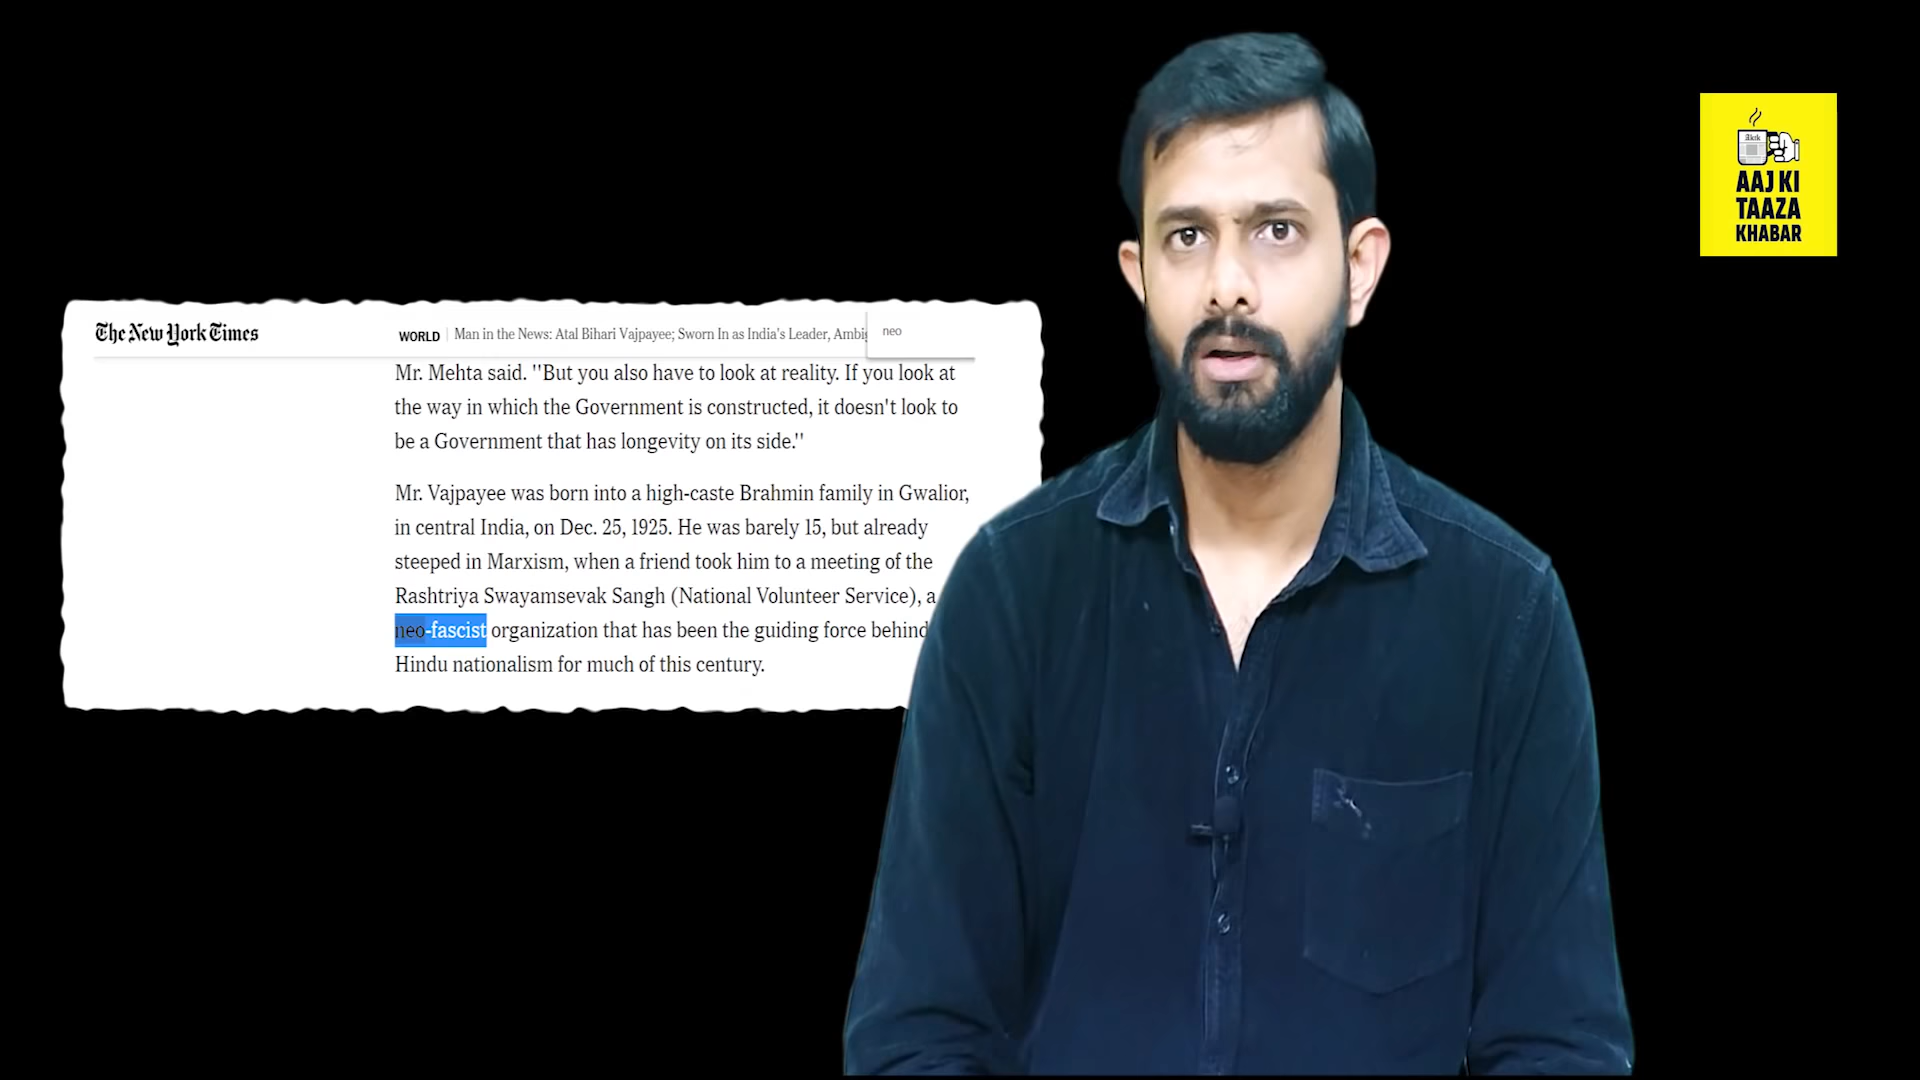 The New York Times
WORLD
Man in the News: Atal Bihari Vajpayee; Sworn In as India's Leader,
neo
Mr. Mehta said. ''But you also have to look at reality. If you look at
the way in which the Government is constructed, it doesn't look to
be a Government that has longevity on its side.''
Mr. Vajpayee was born into a high-caste Brahmin family in Gwalior,
in central India, on Dec. 25, 1925. He was barely 15, but already
steeped in Marxism, when a friend took him to a meeting of the
Rashtriya Swayamsevak Sangh (National Volunteer Service), a
neo-fascist organization that has been the guiding force behind
Hindu nationalism for much of this century.
AAJ KI
TAAZA
KHABAR